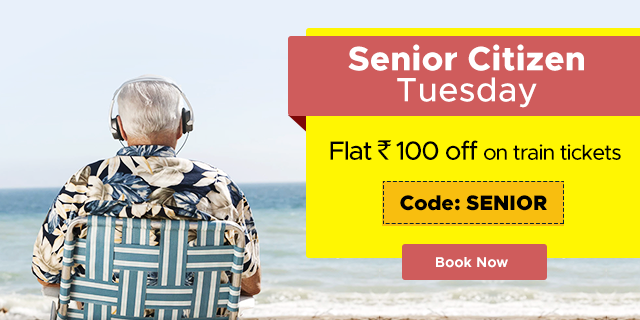 Senior Citizen
Tuesday
Flat ₹ 100 off on train tickets
Code: SENIOR
Book Now